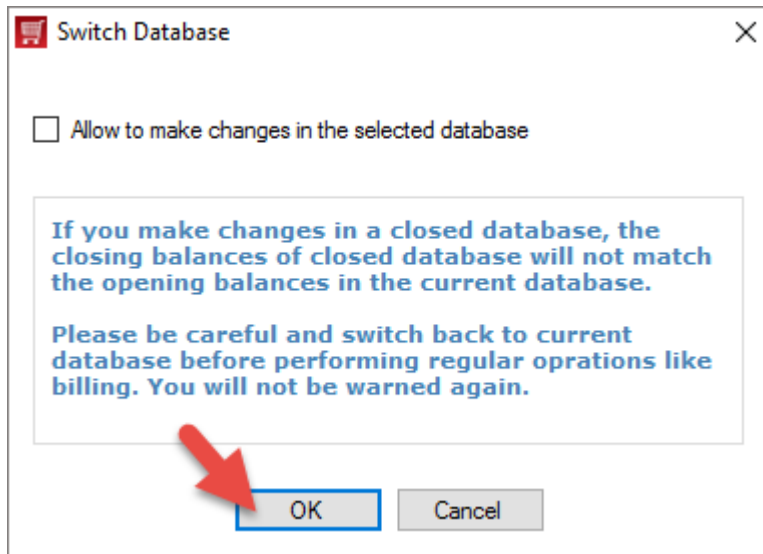 Switch Database
Allow to make changes in the selected database
If you make changes in a closed database, the
closing balances of closed database will not match
the opening balances in the current database.
Please be careful and switch back to current
database before performing regular oprations like
billing. You will not be warned again.
OK
Cancel